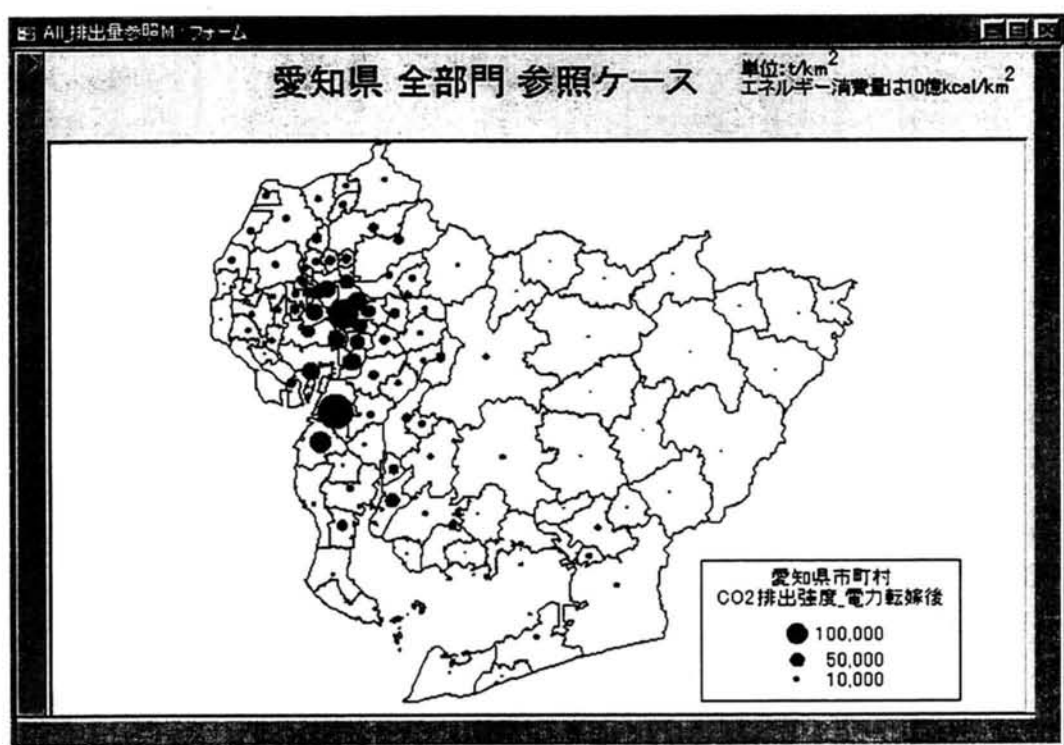 All_排出量参照M：フォーム
愛知県 全部門 参照ケース
単位:t/km²
エネルギー消費量は10億kcal/km²
愛知県市町村
CO2排出強度_電力転嫁後
100,000
50,000
10,000